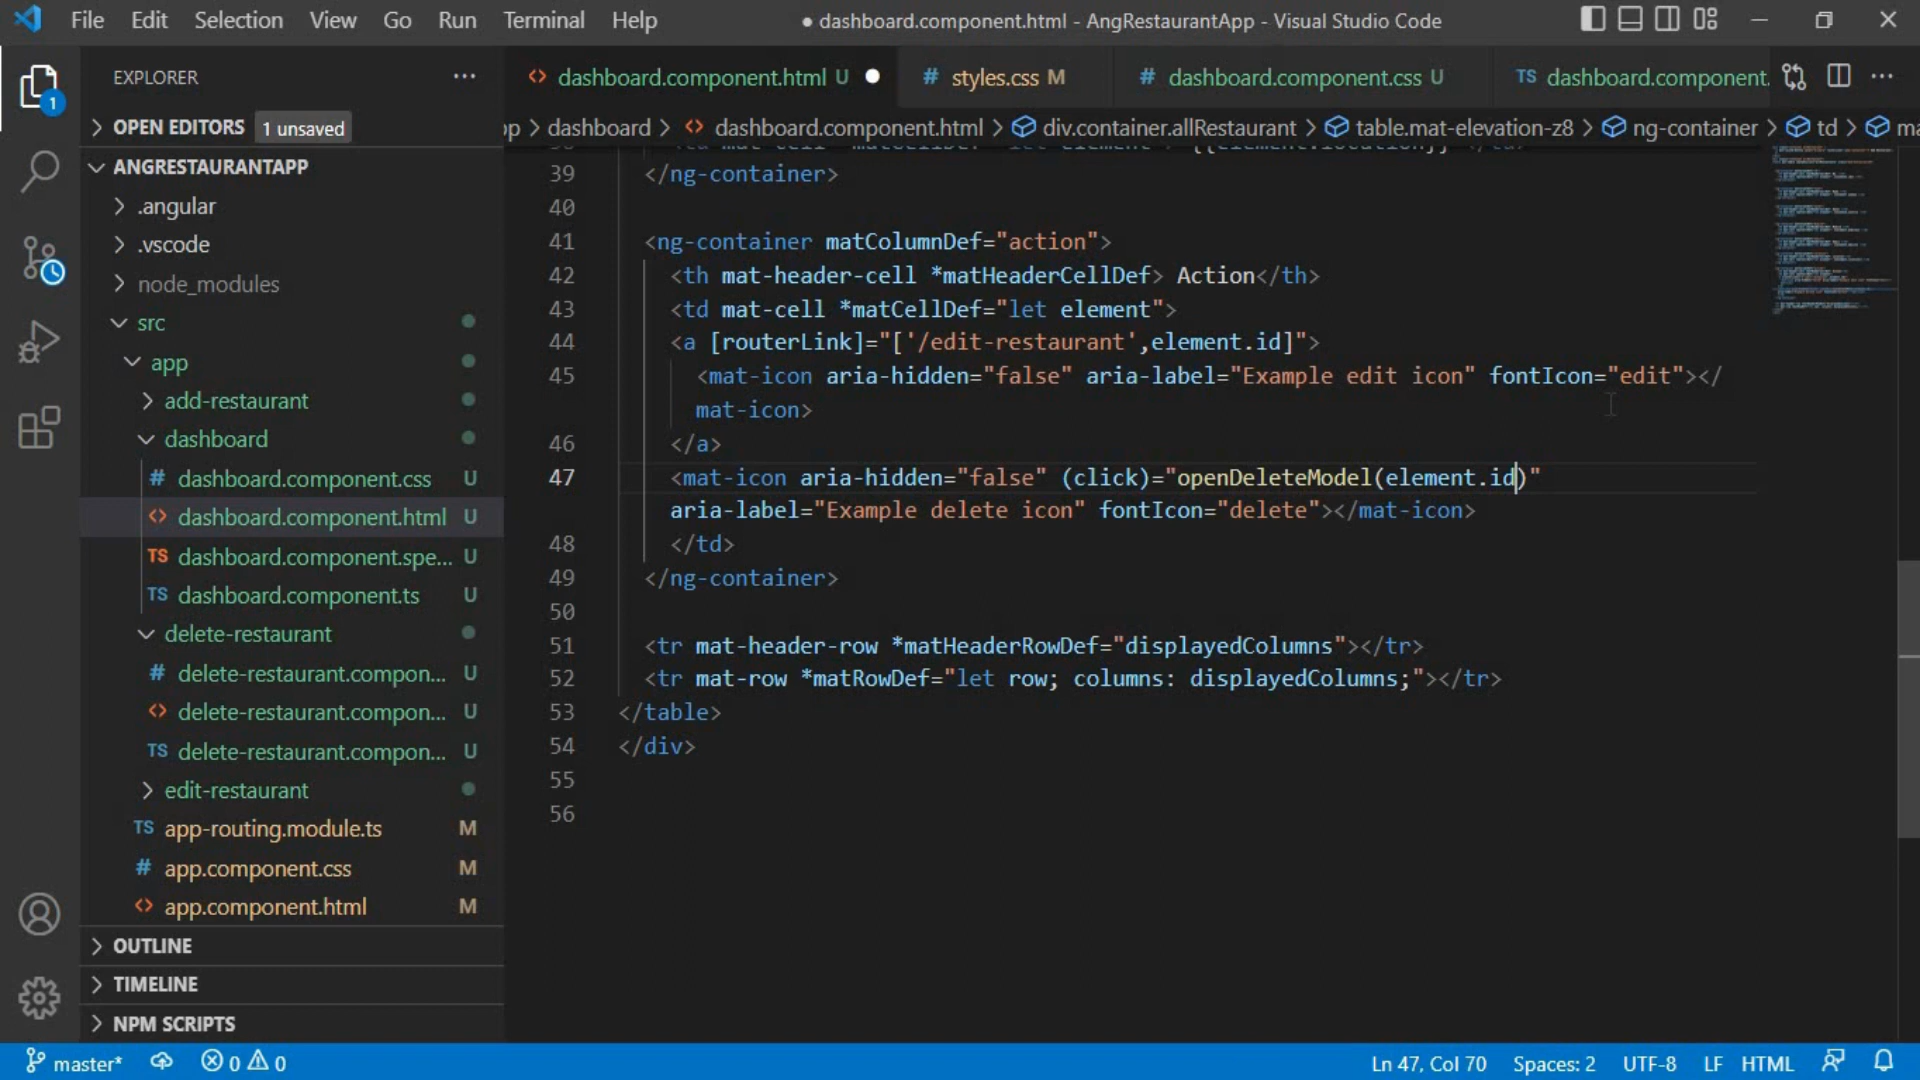 File Edit Selection View Go Run Terminal Help
● dashboard.component.html - AngRestaurantApp - Visual Studio Code
EXPLORER ···
OPEN EDITORS 1 unsaved
ANGRESTAURANTAPP
.angular
.vscode
node_modules
src
app
add-restaurant
dashboard
# dashboard.component.css U
<> dashboard.component.html U
TS dashboard.component.spe... U
TS dashboard.component.ts U
delete-restaurant
# delete-restaurant.compon... U
<> delete-restaurant.compon... U
TS delete-restaurant.compon... U
edit-restaurant
TS app-routing.module.ts M
# app.component.css M
<> app.component.html M
OUTLINE
TIMELINE
NPM SCRIPTS
1
<> dashboard.component.html U ● # styles.css M # dashboard.component.css U TS dashboard.component.
pp > dashboard > <> dashboard.component.html > div.container.allRestaurant > table.mat-elevation-z8 > ng-container > td > ma
39 </ng-container>
40
41 <ng-container matColumnDef="action">
42 <th mat-header-cell *matHeaderCellDef> Action</th>
43 <td mat-cell *matCellDef="let element">
44 <a [routerLink]="['/edit-restaurant',element.id]">
45 <mat-icon aria-hidden="false" aria-label="Example edit icon" fontIcon="edit"></
mat-icon>
46 </a>
47 <mat-icon aria-hidden="false" (click)="openDeleteModel(element.id)"
aria-label="Example delete icon" fontIcon="delete"></mat-icon>
48 </td>
49 </ng-container>
50
51 <tr mat-header-row *matHeaderRowDef="displayedColumns"></tr>
52 <tr mat-row *matRowDef="let row; columns: displayedColumns;"></tr>
53 </table>
54 </div>
55
56
master* 0 0 Ln 47, Col 70 Spaces: 2 UTF-8 LF HTML